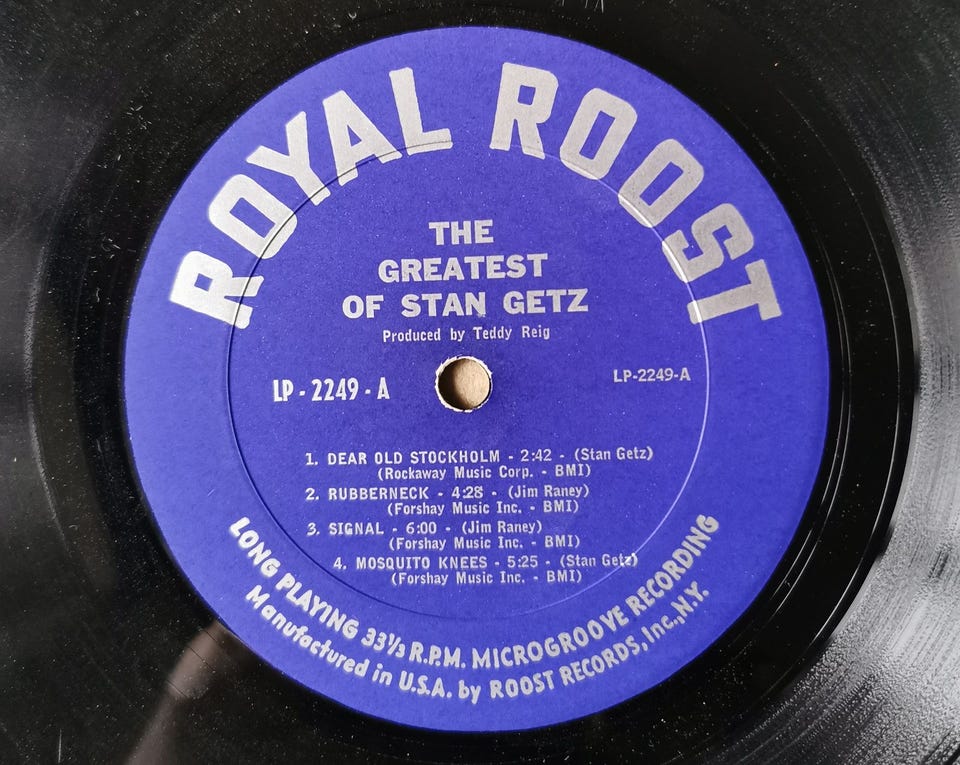 ROYAL ROOST
THE
GREATEST
OF STAN GETZ
Produced by Teddy Reig
LP - 2249 - A
LP-2249-A
1. DEAR OLD STOCKHOLM - 2:42 - (Stan Getz)
(Rockaway Music Corp. - BMI)
2. RUBBERNECK - 4:28 - (Jim Raney)
(Forshay Music Inc. - BMI)
3. SIGNAL - 6:00 - (Jim Raney)
(Forshay Music Inc. - BMI)
4. MOSQUITO KNEES - 5:25 - (Stan Getz)
(Forshay Music Inc. - BMI)
LONG PLAYING 33⅓ R.P.M. MICROGROOVE RECORDING
Manufactured in U.S.A. by ROOST RECORDS, Inc., N.Y.